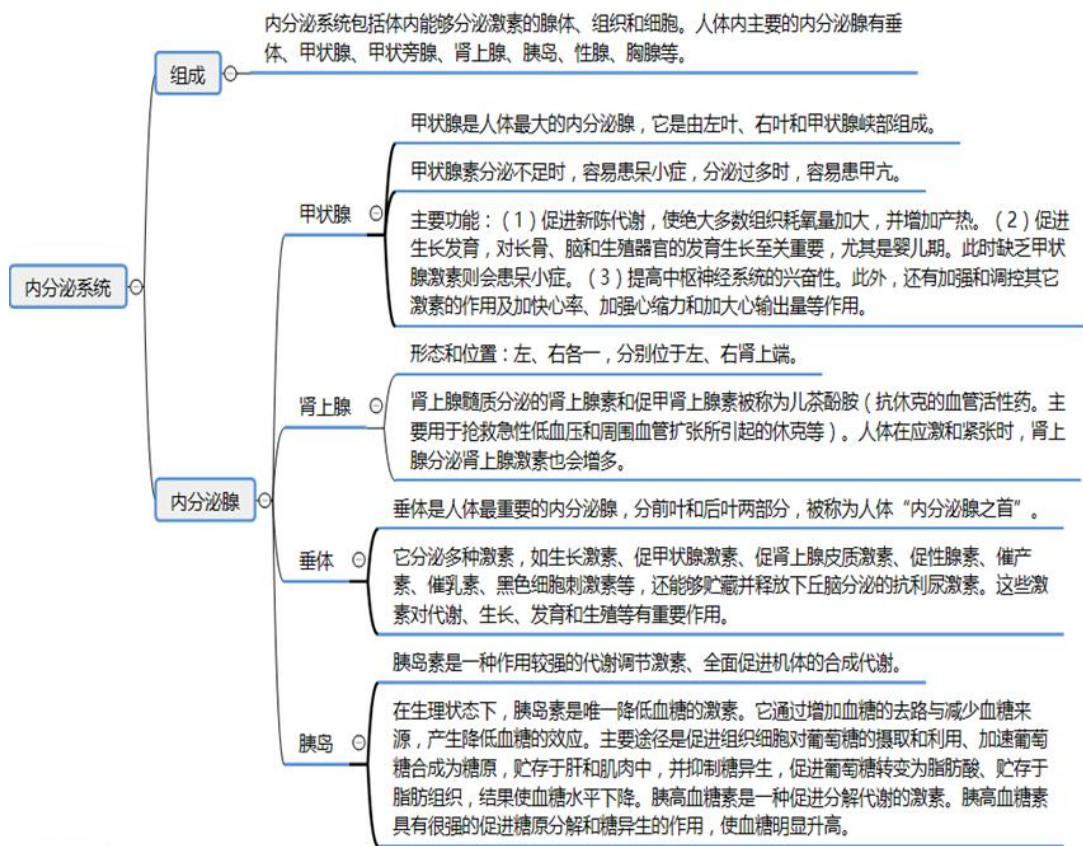 内分泌系统包括体内能够分泌激素的腺体、组织和细胞。人体内主要的内分泌腺有垂
体、甲状腺、甲状旁腺、肾上腺、胰岛、性腺、胸腺等。
组成
甲状腺是人体最大的内分泌腺，它是由左叶、右叶和甲状腺峡部组成。
甲状腺素分泌不足时，容易患呆小症，分泌过多时，容易患甲亢。
甲状腺
主要功能：（1）促进新陈代谢，使绝大多数组织耗氧量加大，并增加产热。（2）促进
生长发育，对长骨、脑和生殖器官的发育生长至关重要，尤其是婴儿期。此时缺乏甲状
腺激素则会患呆小症。（3）提高中枢神经系统的兴奋性。此外，还有加强和调控其它
激素的作用及加快心率、加强心缩力和加大心输出量等作用。
内分泌系统
形态和位置：左、右各一，分别位于左、右肾上端。
肾上腺
肾上腺髓质分泌的肾上腺素和促甲肾上腺素被称为儿茶酚胺（抗休克的血管活性药。主
要用于抢救急性低血压和周围血管扩张所引起的休克等）。人体在应激和紧张时，肾上
腺分泌肾上腺激素也会增多。
内分泌腺
垂体是人体最重要的内分泌腺，分前叶和后叶两部分，被称为人体“内分泌腺之首”。
垂体
它分泌多种激素，如生长激素、促甲状腺激素、促肾上腺皮质激素、促性腺素、催产
素、催乳素、黑色细胞刺激素等，还能够贮藏并释放下丘脑分泌的抗利尿激素。这些激
素对代谢、生长、发育和生殖等有重要作用。
胰岛素是一种作用较强的代谢调节激素、全面促进机体的合成代谢。
胰岛
在生理状态下，胰岛素是唯一降低血糖的激素。它通过增加血糖的去路与减少血糖来
源，产生降低血糖的效应。主要途径是促进组织细胞对葡萄糖的摄取和利用、加速葡萄
糖合成为糖原，贮存于肝和肌肉中，并抑制糖异生，促进葡萄糖转变为脂肪酸、贮存于
脂肪组织，结果使血糖水平下降。胰高血糖素是一种促进分解代谢的激素。胰高血糖素
具有很强的促进糖原分解和糖异生的作用，使血糖明显升高。